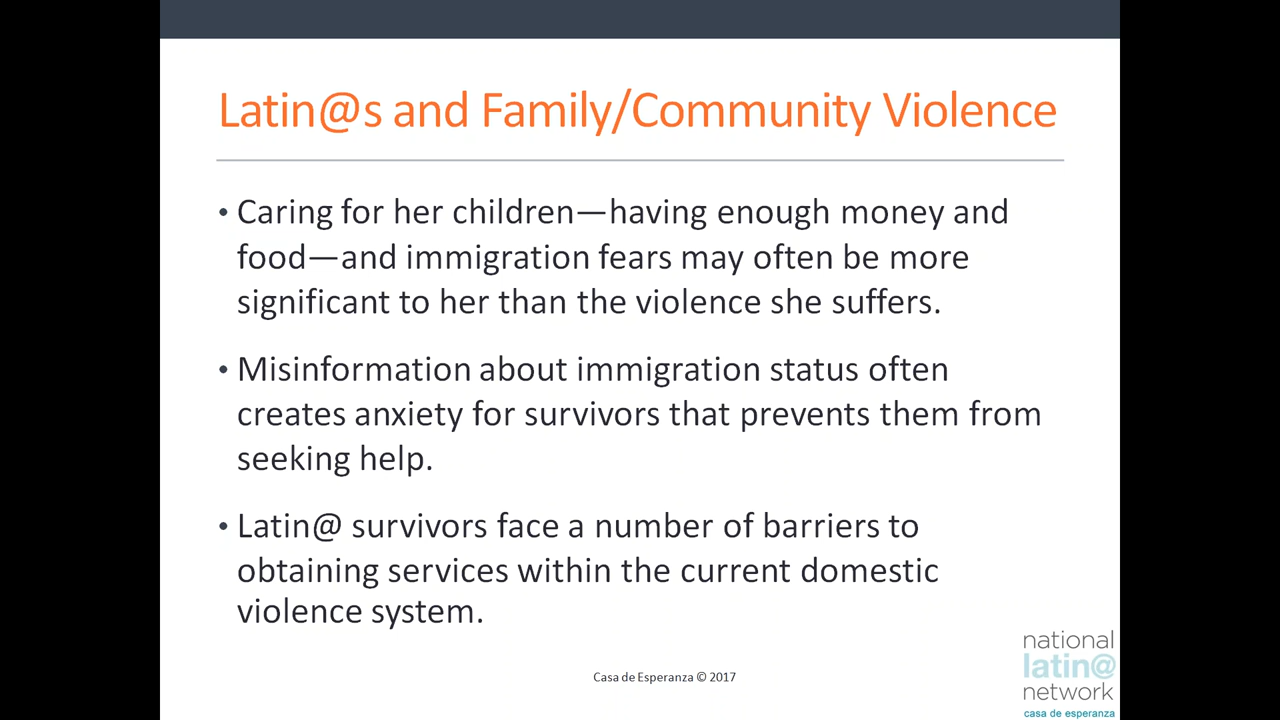 Latin@s and Family/Community Violence
• Caring for her children—having enough money and
food—and immigration fears may often be more
significant to her than the violence she suffers.
• Misinformation about immigration status often
creates anxiety for survivors that prevents them from
seeking help.
• Latin@ survivors face a number of barriers to
obtaining services within the current domestic
violence system.
Casa de Esperanza © 2017
national
latin@
network
casa de esperanza